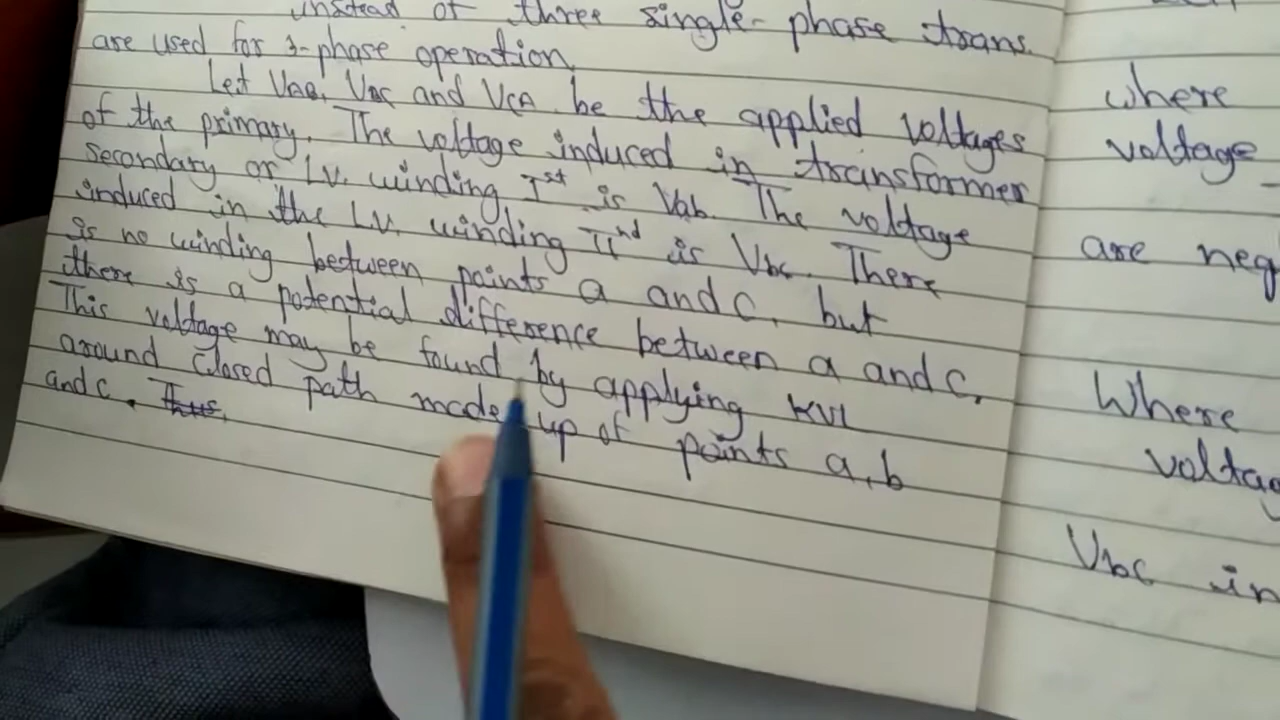 instead of three single-phase trans.
are used for 3-phase operation.
Let VAB, VBC and VCA be the applied voltages
of the primary. The voltage induced in transformer
secondary or L.V. winding Ist is Vab. The voltage
induced in the L.V. winding IInd is Vbc. There
is no winding between points a and c, but
there is a potential difference between a and c.
This voltage may be found by applying KVL
around closed path made up of points a, b
and c. Thus
where
voltage
are neg
Where
voltag
Vbc in